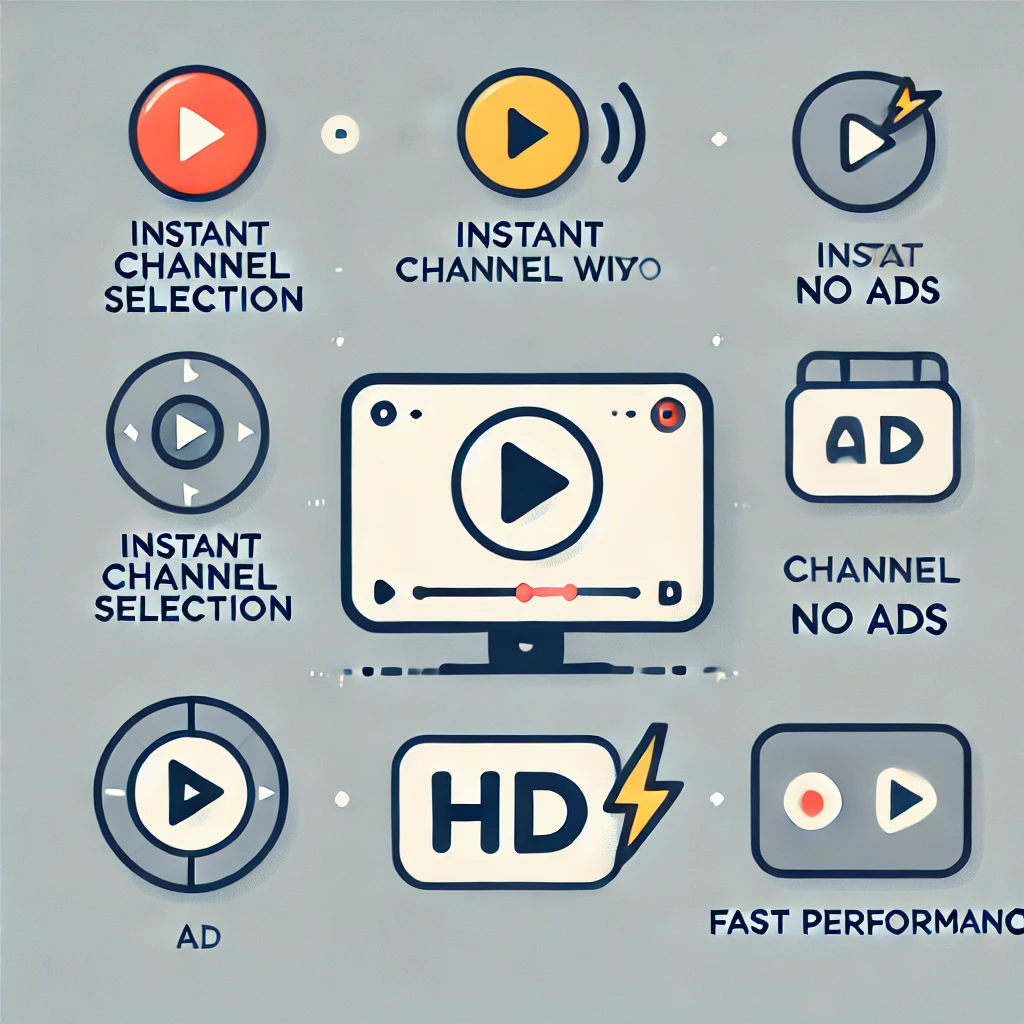 INSTANT
CHANNEL
SELECTION
INSTANT
CHANNEL WIYO
INSTAT
NO ADS
INSTANT
CHANNEL
SELECTION
AD
CHANNEL
NO ADS
AD
HD
FAST PERFORMANC